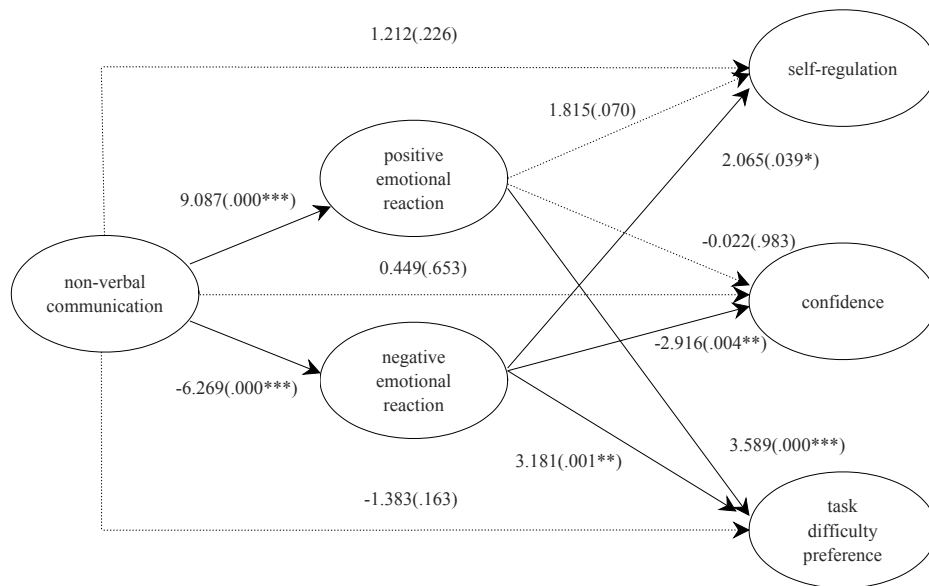 1.212(.226)
self-regulation
1.815(.070)
positive
emotional
reaction
2.065(.039*)
9.087(.000***)
-0.022(.983)
0.449(.653)
non-verbal
communication
confidence
-2.916(.004**)
negative
emotional
reaction
-6.269(.000***)
3.589(.000***)
3.181(.001**)
-1.383(.163)
task
difficulty
preference